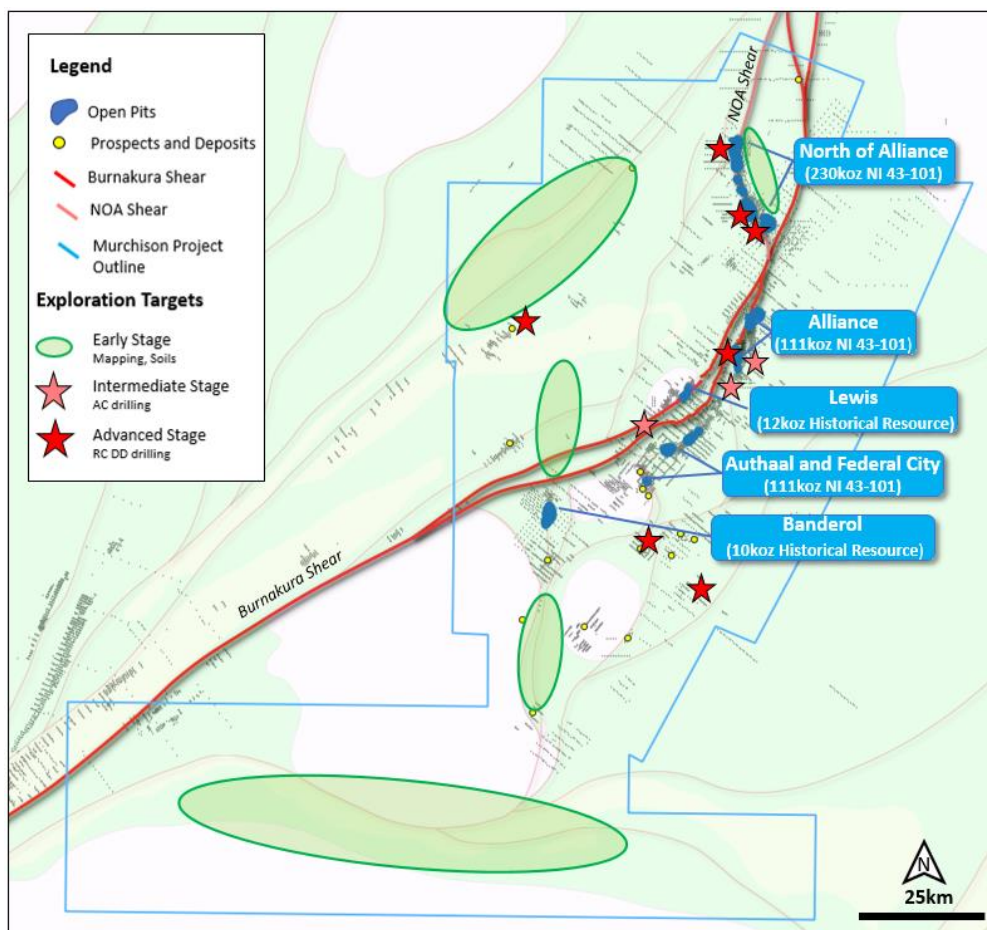 Legend
Open Pits
Prospects and Deposits
Burnakura Shear
NOA Shear
Murchison Project
Outline
Exploration Targets
Early Stage
Mapping, Soils
Intermediate Stage
AC drilling
Advanced Stage
RC DD drilling
NOA Shear
North of Alliance
(230koz NI 43-101)
Alliance
(111koz NI 43-101)
Lewis
(12koz Historical Resource)
Authaal and Federal City
(111koz NI 43-101)
Banderol
(10koz Historical Resource)
Burnakura Shear
N
25km